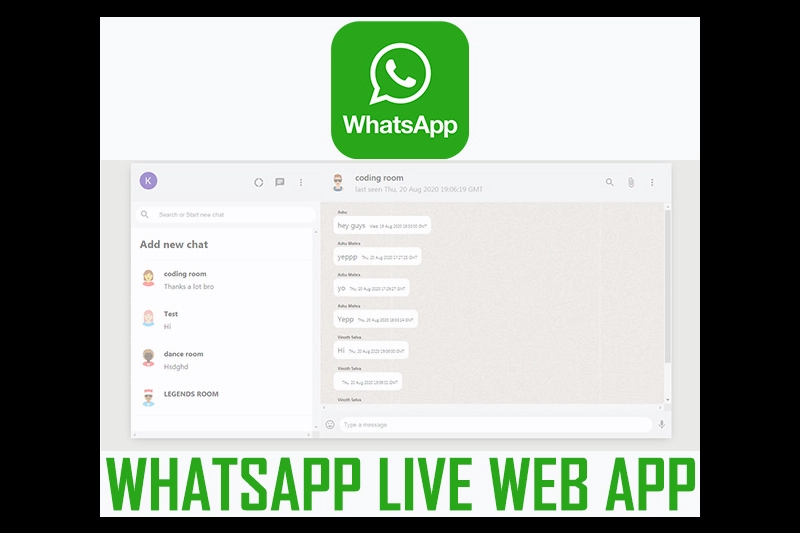 WhatsApp
K
coding room
last seen Thu, 20 Aug 2020 19:06:19 GMT
Search or Start new chat
Add new chat
coding room
Thanks a lot bro
Test
Hi
dance room
Hsdghd
LEGENDS ROOM
Ashu
hey guys Wed, 19 Aug 2020 18:00:00 GMT
Ashu Mehra
yeppp Thu, 20 Aug 2020 17:27:25 GMT
Ashu Mehra
yo Thu, 20 Aug 2020 17:29:27 GMT
Ashu Mehra
Yepp Thu, 20 Aug 2020 18:03:14 GMT
Vinoth Selva
Hi Thu, 20 Aug 2020 19:06:00 GMT
Vinoth Selva
Thu, 20 Aug 2020 19:06:02 GMT
Vinoth Selva
Type a message
WHATSAPP LIVE WEB APP